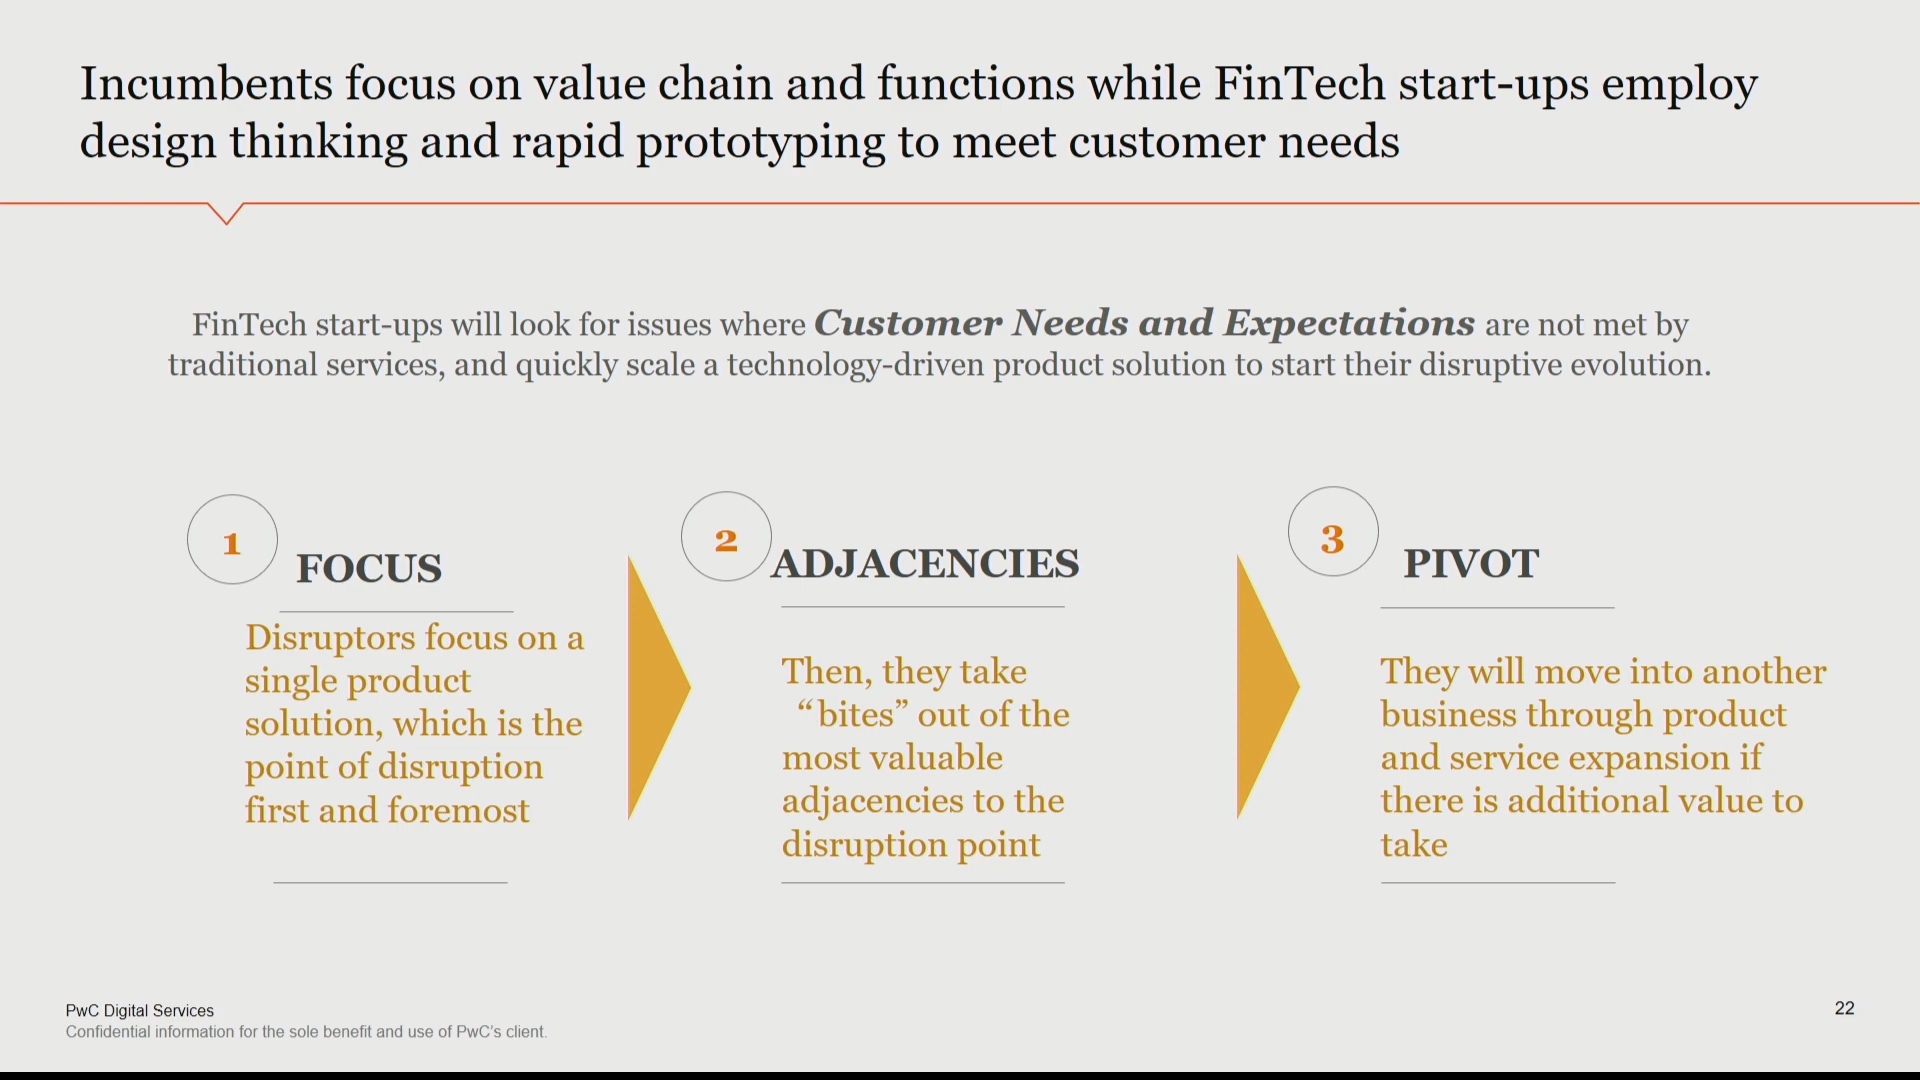 Incumbents focus on value chain and functions while FinTech start-ups employ
design thinking and rapid prototyping to meet customer needs
FinTech start-ups will look for issues where Customer Needs and Expectations are not met by
traditional services, and quickly scale a technology-driven product solution to start their disruptive evolution.
1
FOCUS
Disruptors focus on a
single product
solution, which is the
point of disruption
first and foremost
2
ADJACENCIES
Then, they take
“bites” out of the
most valuable
adjacencies to the
disruption point
3
PIVOT
They will move into another
business through product
and service expansion if
there is additional value to
take
PwC Digital Services
Confidential information for the sole benefit and use of PwC’s client.
22